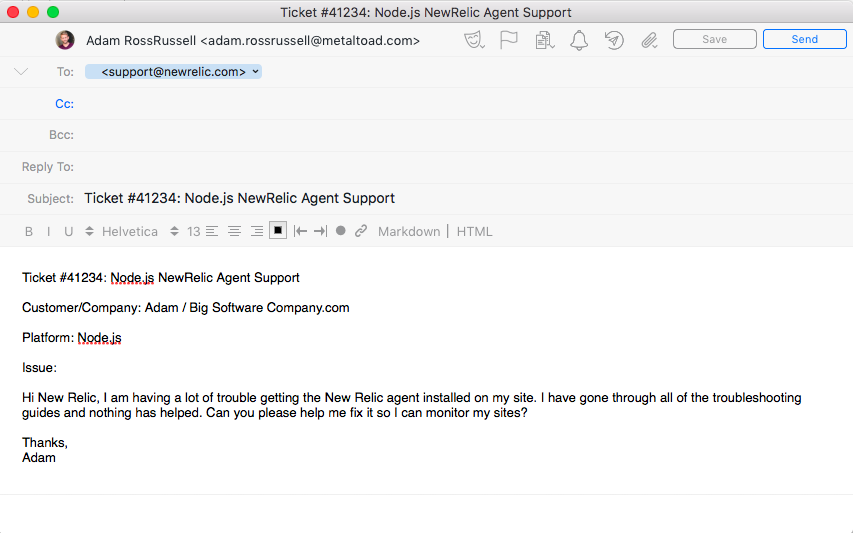 Ticket #41234: Node.js NewRelic Agent Support
Adam RossRussell <adam.rossrussell@metaltoad.com>
Save
Send
To: <support@newrelic.com>
Cc:
Bcc:
Reply To:
Subject: Ticket #41234: Node.js NewRelic Agent Support
B I U Helvetica 13 Markdown | HTML
Ticket #41234: Node.js NewRelic Agent Support
Customer/Company: Adam / Big Software Company.com
Platform: Node.js
Issue:
Hi New Relic, I am having a lot of trouble getting the New Relic agent installed on my site. I have gone through all of the troubleshooting
guides and nothing has helped. Can you please help me fix it so I can monitor my sites?
Thanks,
Adam